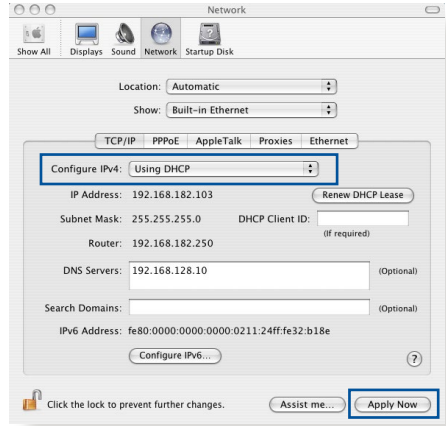 Network
Show All Displays Sound Network Startup Disk
Location: Automatic
Show: Built-in Ethernet
TCP/IP PPPoE AppleTalk Proxies Ethernet
Configure IPv4: Using DHCP
IP Address: 192.168.182.103 Renew DHCP Lease
Subnet Mask: 255.255.255.0 DHCP Client ID:
(If required)
Router: 192.168.182.250
DNS Servers: 192.168.128.10 (Optional)
Search Domains: (Optional)
IPv6 Address: fe80:0000:0000:0000:0211:24ff:fe32:b18e
Configure IPv6... ?
Click the lock to prevent further changes. Assist me... Apply Now